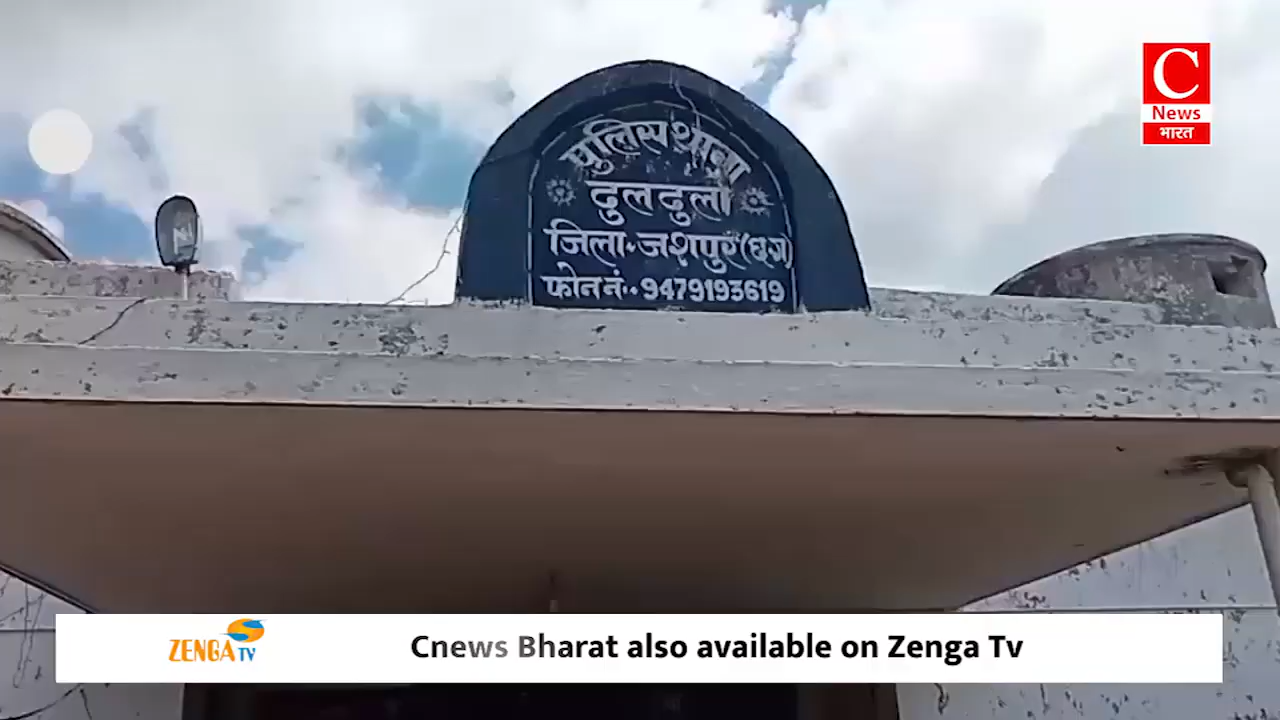 C
News
भारत
पुलिस थाना
दुलदुला
जिला-जशपुर (छ.ग.)
फोन नं.-9479193619
ZENGA TV
Cnews Bharat also available on Zenga Tv